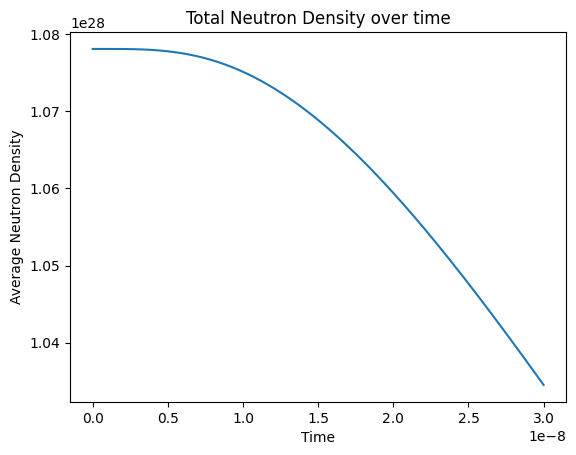 Total Neutron Density over time
1e28
1.08
1.07
1.06
1.05
1.04
Average Neutron Density
0.0 0.5 1.0 1.5 2.0 2.5 3.0
1e−8
Time